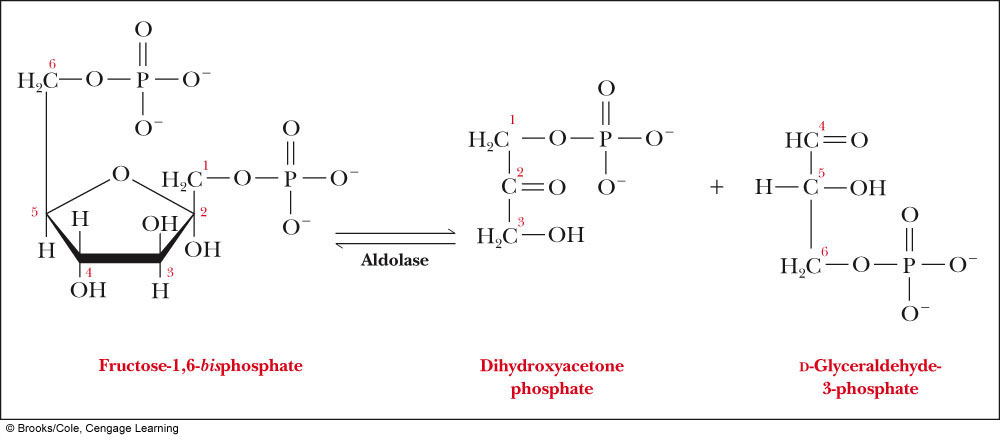 O
6
H₂C—O—P—O⁻
O⁻
O
1
H₂C—O—P—O⁻
O⁻
O
5
H
H
OH
2
OH
4
3
OH
H
Aldolase
O
1
H₂C—O—P—O⁻
O⁻
2
C=O
3
H₂C—OH
+
4
HC=O
5
H—C—OH
O
6
H₂C—O—P—O⁻
O⁻
Fructose-1,6-bisphosphate
Dihydroxyacetone
phosphate
D-Glyceraldehyde-
3-phosphate
© Brooks/Cole, Cengage Learning